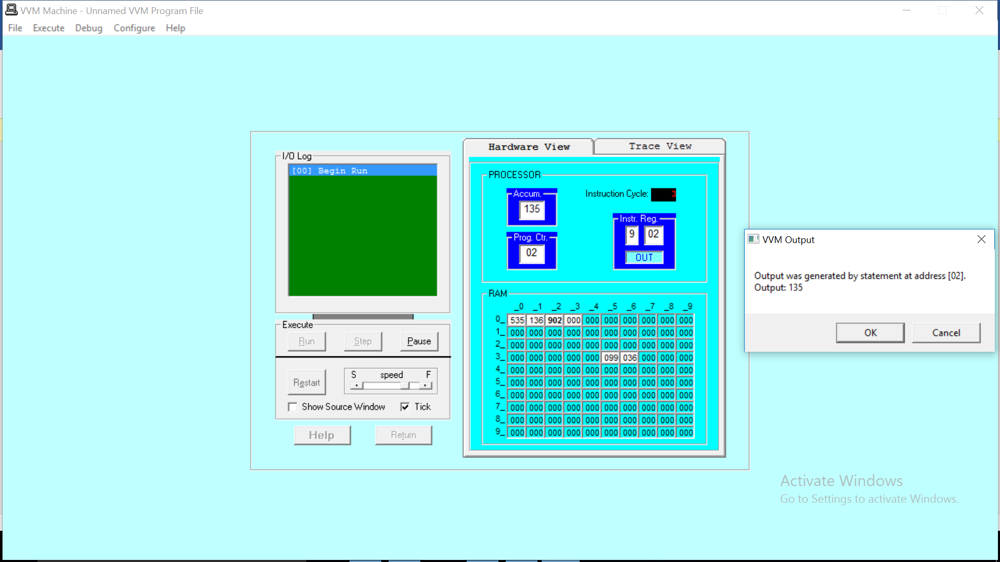 VVM Machine - Unnamed VVM Program File
File Execute Debug Configure Help
I/O Log
[00] Begin Run
Execute
Run Step Pause
Restart
S speed F
Show Source Window Tick
Help Return
Hardware View Trace View
PROCESSOR
Accum.
135
Instruction Cycle: 3
Prog. Ctr.
02
Instr. Reg.
9 02
OUT
RAM
_0 _1 _2 _3 _4 _5 _6 _7 _8 _9
0_ 535 136 902 000 000 000 000 000 000 000
1_ 000 000 000 000 000 000 000 000 000 000
2_ 000 000 000 000 000 000 000 000 000 000
3_ 000 000 000 000 000 099 036 000 000 000
4_ 000 000 000 000 000 000 000 000 000 000
5_ 000 000 000 000 000 000 000 000 000 000
6_ 000 000 000 000 000 000 000 000 000 000
7_ 000 000 000 000 000 000 000 000 000 000
8_ 000 000 000 000 000 000 000 000 000 000
9_ 000 000 000 000 000 000 000 000 000 000
VVM Output
Output was generated by statement at address [02].
Output: 135
OK Cancel
Activate Windows
Go to Settings to activate Windows.